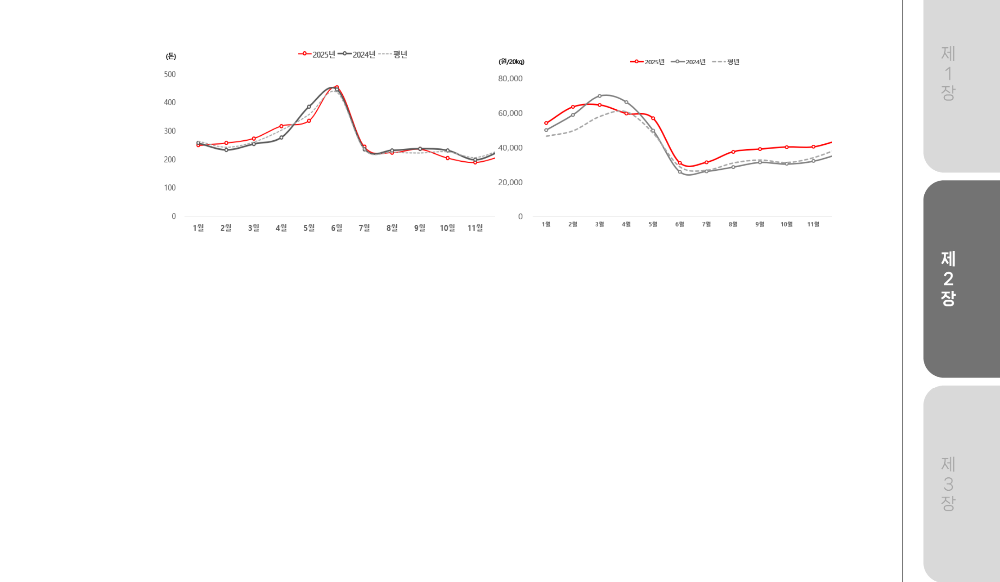 (톤)
2025년 2024년 평년
500
400
300
200
100
0
1월 2월 3월 4월 5월 6월 7월 8월 9월 10월 11월
(원/20kg)
2025년 2024년 평년
80,000
60,000
40,000
20,000
0
1월 2월 3월 4월 5월 6월 7월 8월 9월 10월 11월
제
1
장
제
2
장
제
3
장